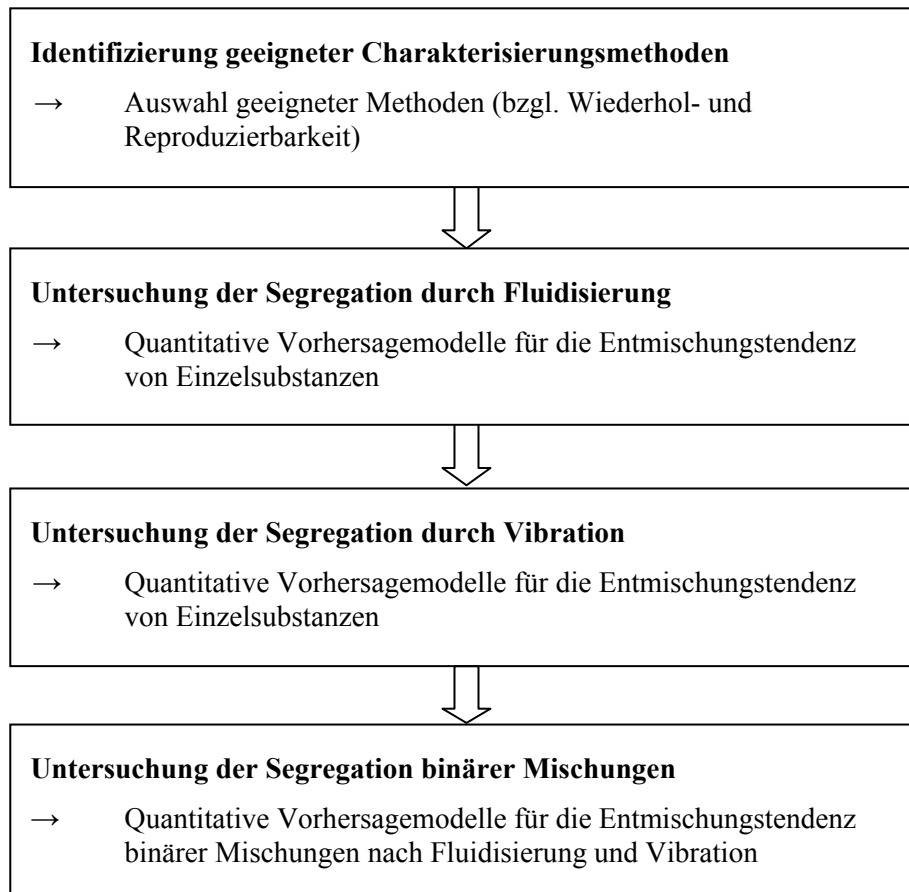 Identifizierung geeigneter Charakterisierungsmethoden
→ Auswahl geeigneter Methoden (bzgl. Wiederhol- und
Reproduzierbarkeit)
Untersuchung der Segregation durch Fluidisierung
→ Quantitative Vorhersagemodelle für die Entmischungstendenz
von Einzelsubstanzen
Untersuchung der Segregation durch Vibration
→ Quantitative Vorhersagemodelle für die Entmischungstendenz
von Einzelsubstanzen
Untersuchung der Segregation binärer Mischungen
→ Quantitative Vorhersagemodelle für die Entmischungstendenz
binärer Mischungen nach Fluidisierung und Vibration